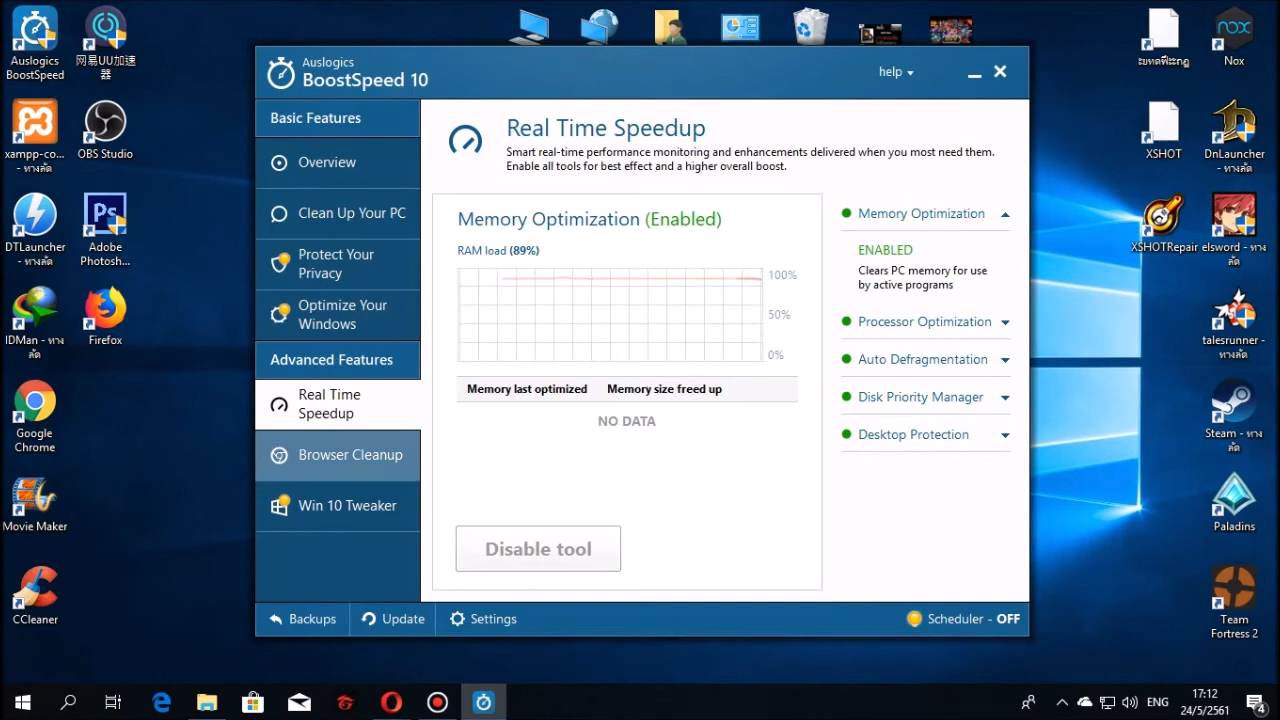 Auslogics
BoostSpeed
网易UU加速
器
xampp-co...
- ทางลัด
OBS Studio
DTLauncher
- ทางลัด
Adobe
Photosh...
IDMan - ทาง
ลัด
Firefox
Google
Chrome
Movie Maker
CCleaner
Auslogics
BoostSpeed 10
help
Basic Features
Overview
Clean Up Your PC
Protect Your
Privacy
Optimize Your
Windows
Advanced Features
Real Time
Speedup
Browser Cleanup
Win 10 Tweaker
Real Time Speedup
Smart real-time performance monitoring and enhancements delivered when you most need them.
Enable all tools for best effect and a higher overall boost.
Memory Optimization (Enabled)
RAM load (89%)
100%
50%
0%
Memory last optimized
Memory size freed up
NO DATA
Disable tool
Memory Optimization
ENABLED
Clears PC memory for use
by active programs
Processor Optimization
Auto Defragmentation
Disk Priority Manager
Desktop Protection
Backups
Update
Settings
Scheduler - OFF
Nox
XSHOT
DnLauncher
- ทางลัด
XSHOTRepair
elsword - ทาง
ลัด
talesrunner -
ทางลัด
Steam - ทาง
ลัด
Paladins
Team
Fortress 2
ENG
17:12
24/5/2561
4